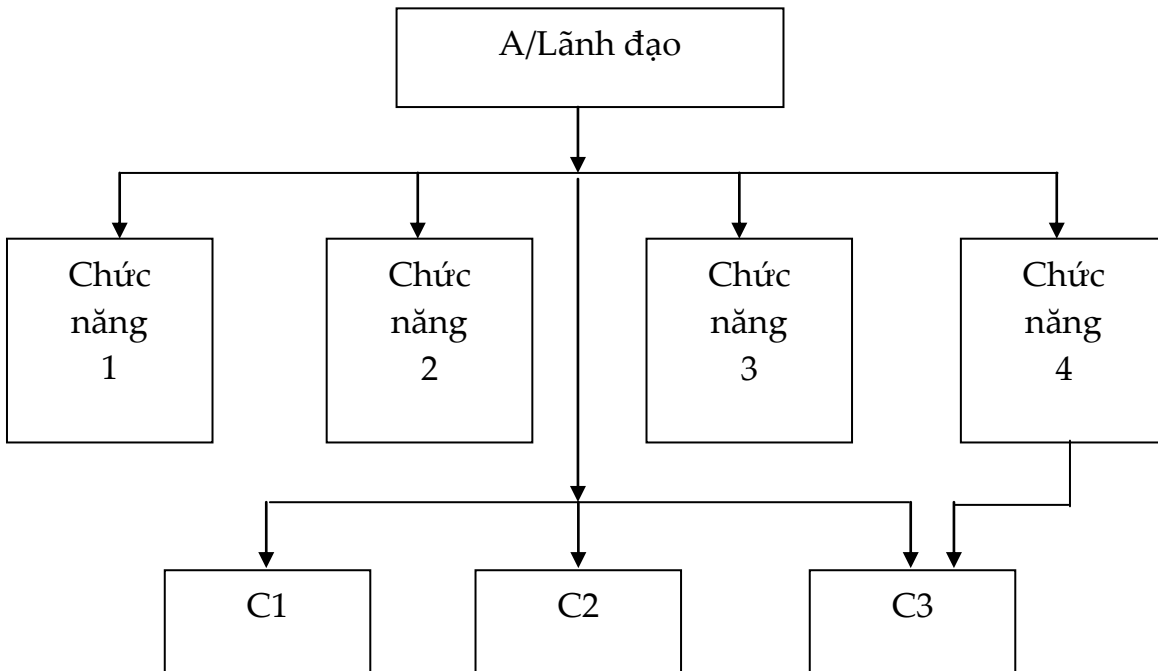 A/Lãnh đạo
Chức
năng
1
Chức
năng
2
Chức
năng
3
Chức
năng
4
C1
C2
C3